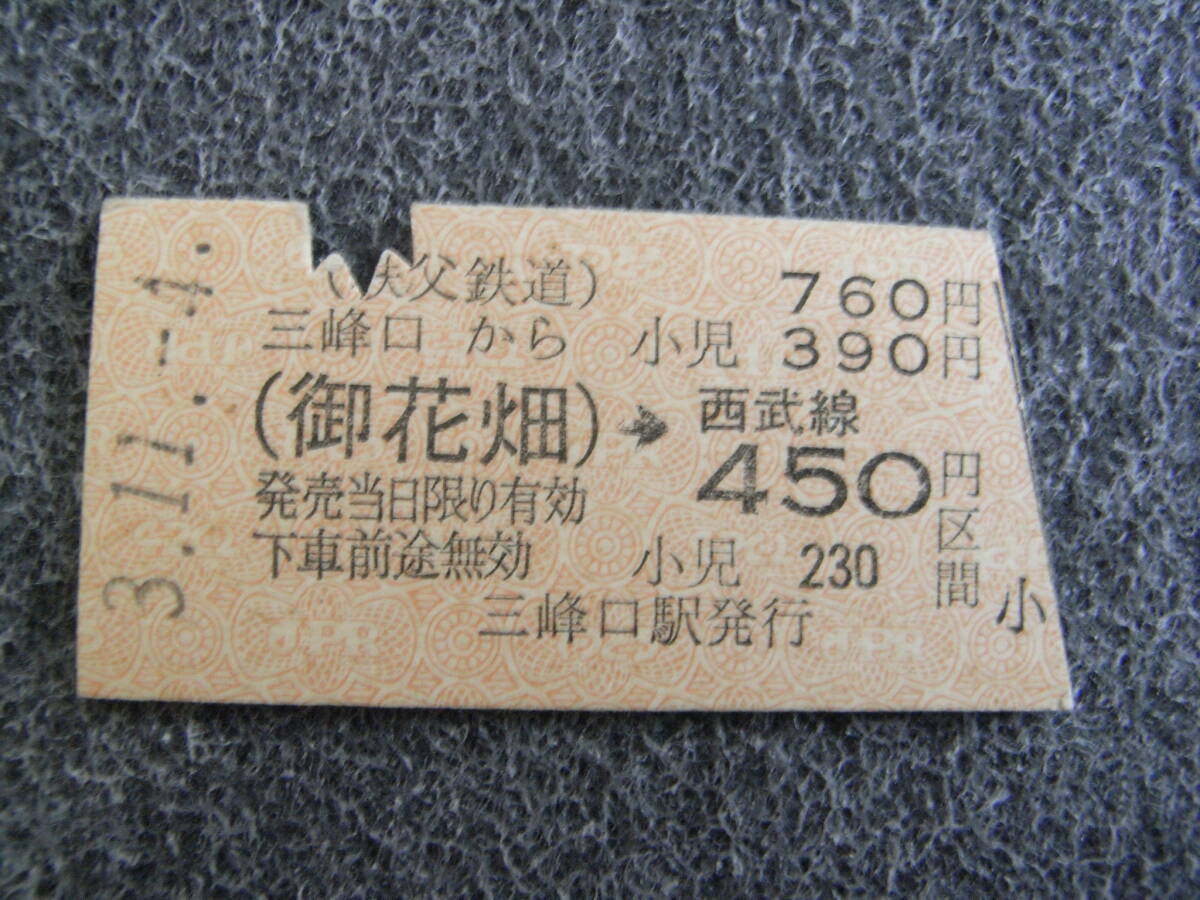 (秩父鉄道) 760円
三峰口 から 小児 390円
(御花畑)→西武線
450円区間
発売当日限り有効
下車前途無効 小児 230
三峰口駅発行
小
3.11.-4.
JPR